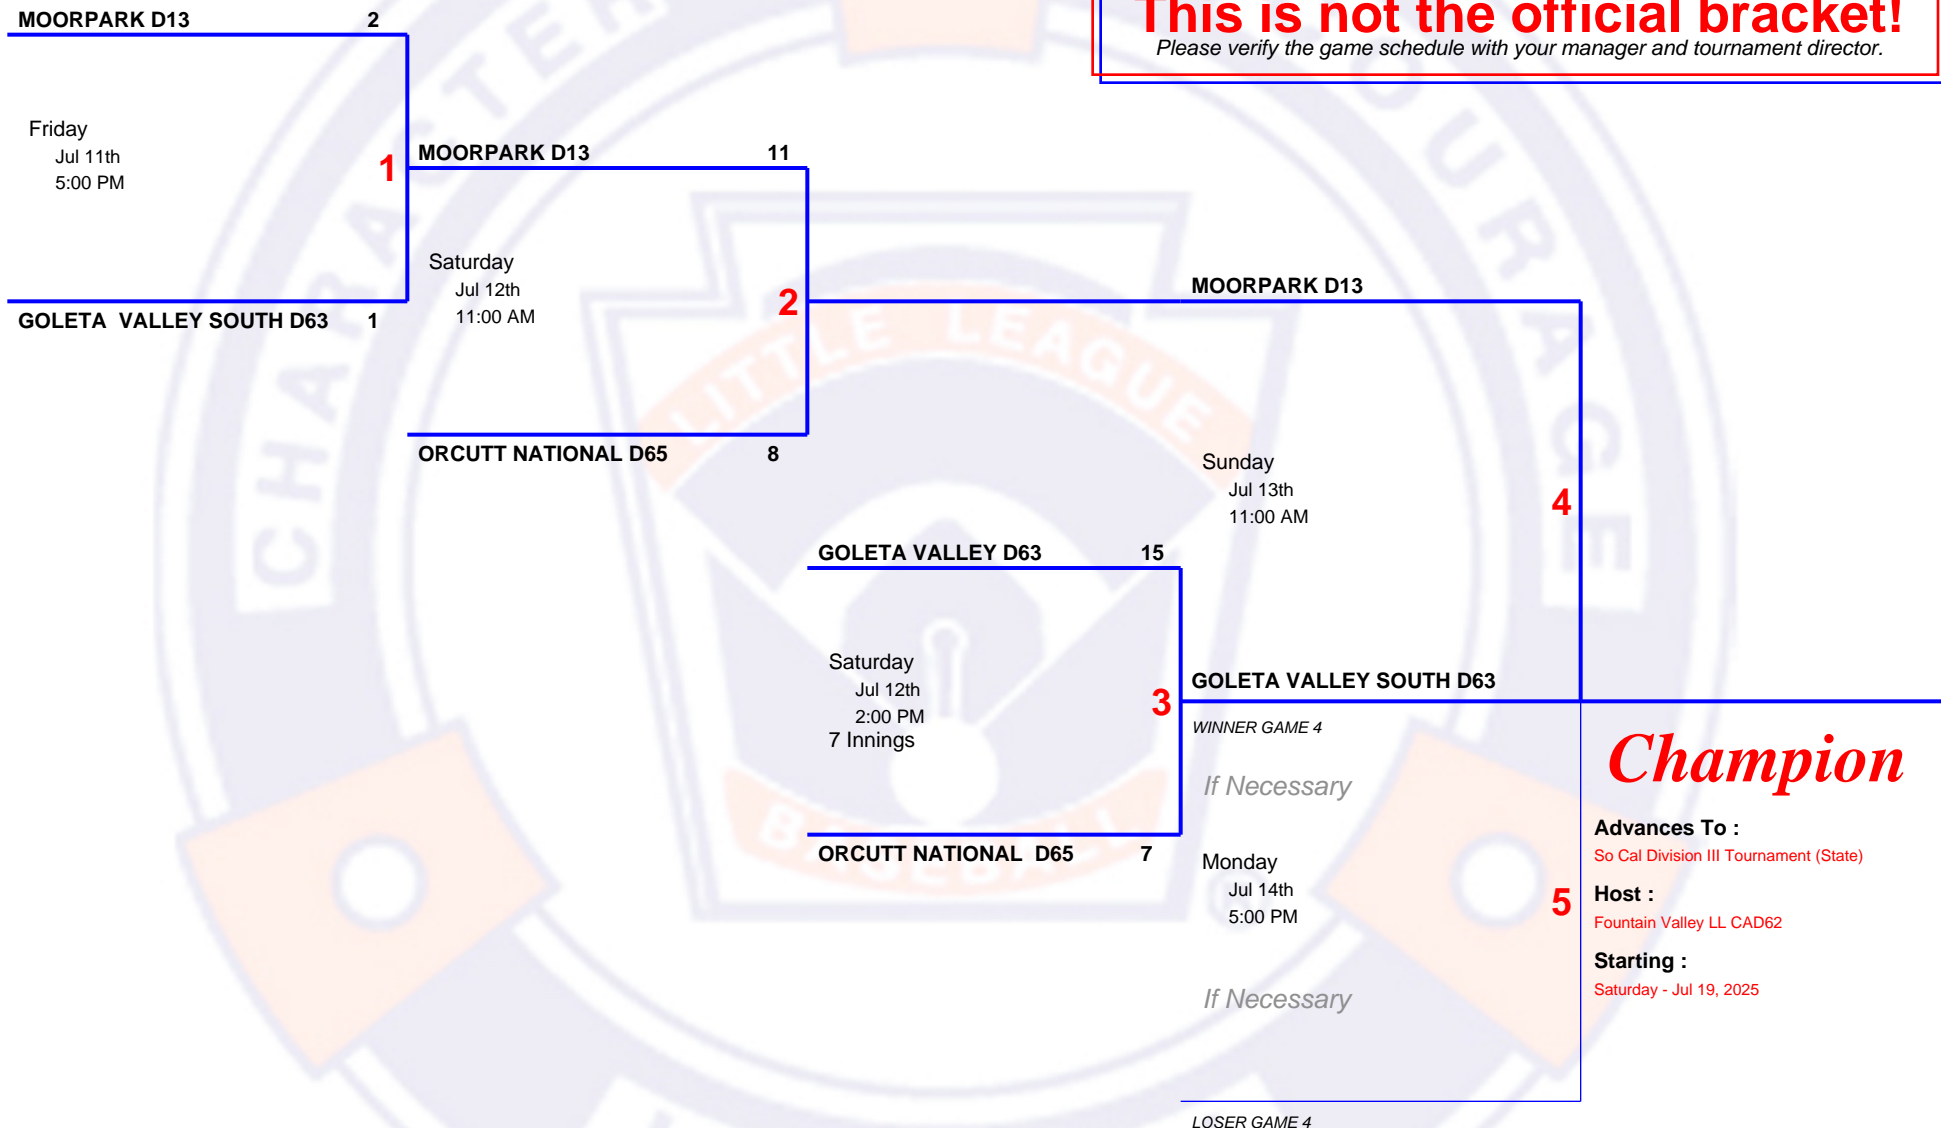 This is not the official bracket!
Please verify the game schedule with your manager and tournament director.
MOORPARK D13 2
Friday
Jul 11th
5:00 PM
1
GOLETA  VALLEY SOUTH D63 1
MOORPARK D13 11
Saturday
Jul 12th
11:00 AM
2
ORCUTT NATIONAL D65 8
GOLETA VALLEY D63 15
Saturday
Jul 12th
2:00 PM
7 Innings
3
ORCUTT NATIONAL  D65 7
MOORPARK D13
Sunday
Jul 13th
11:00 AM
4
GOLETA VALLEY SOUTH D63
WINNER GAME 4
If Necessary
Monday
Jul 14th
5:00 PM
5
If Necessary
LOSER GAME 4
Champion
Advances To :
So Cal Division III Tournament (State)
Host :
Fountain Valley LL CAD62
Starting :
Saturday - Jul 19, 2025
LITTLE LEAGUE
BASEBALL
®